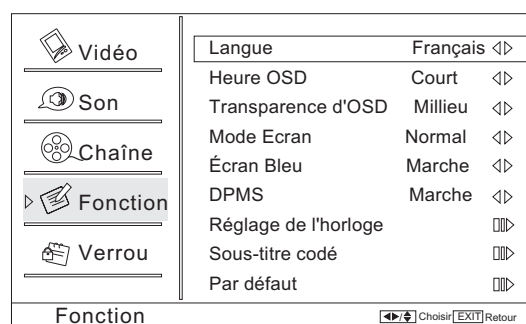 Vidéo
Son
Chaîne
Fonction
Verrou
Langue Français
Heure OSD Court
Transparence d'OSD Millieu
Mode Ecran Normal
Écran Bleu Marche
DPMS Marche
Réglage de l'horloge
Sous-titre codé
Par défaut
Fonction
Choisir EXIT Retour